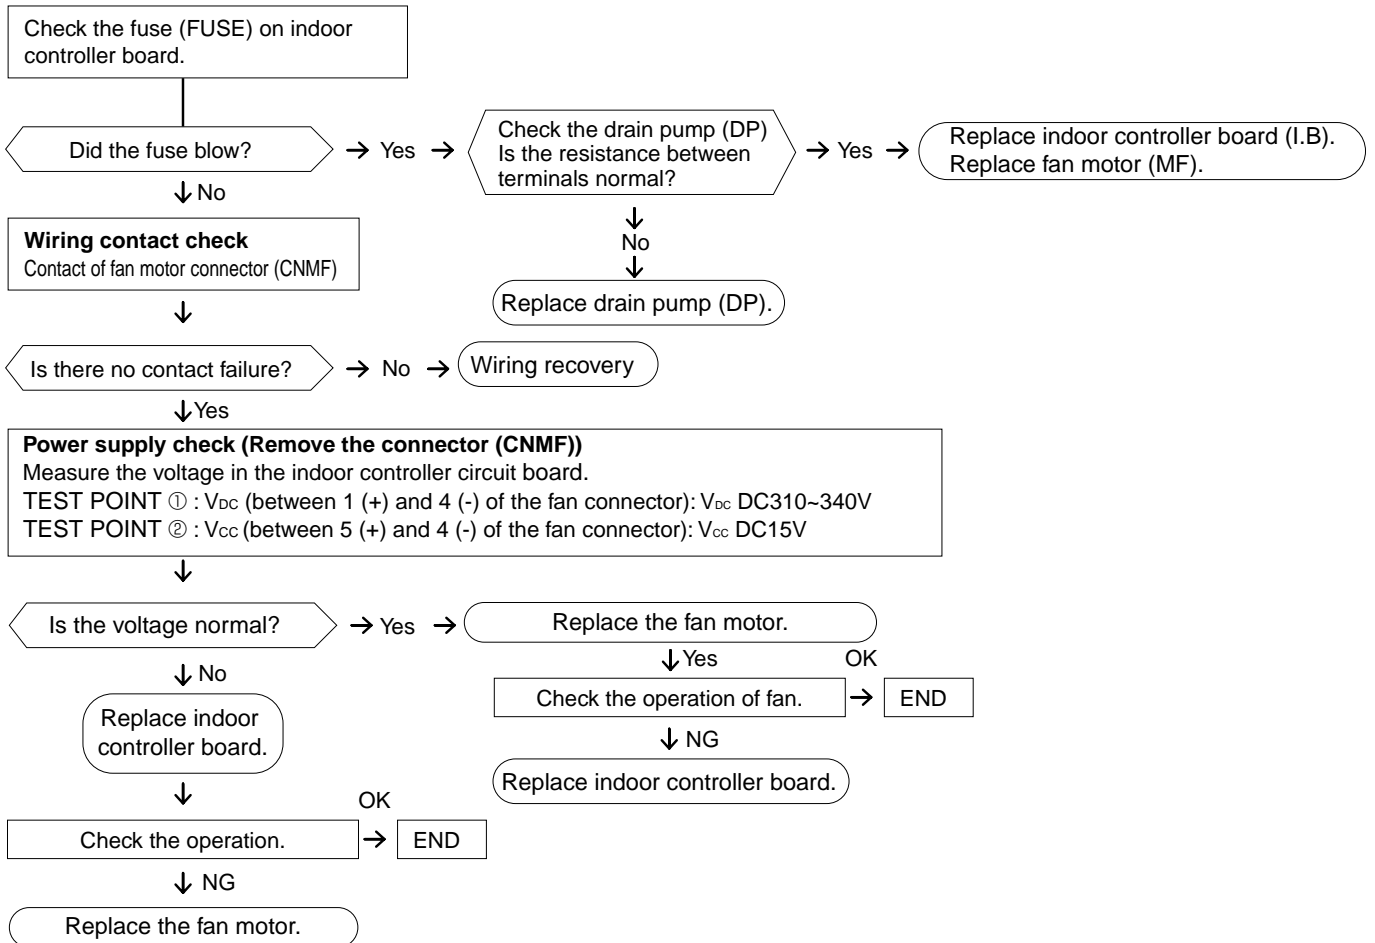 Check the fuse (FUSE) on indoor
controller board.
Did the fuse blow?
Yes
Check the drain pump (DP)
Is the resistance between
terminals normal?
Yes
Replace indoor controller board (I.B).
Replace fan motor (MF).
No
No
Replace drain pump (DP).
Wiring contact check
Contact of fan motor connector (CNMF)
Is there no contact failure?
No
Wiring recovery
Yes
Power supply check (Remove the connector (CNMF))
Measure the voltage in the indoor controller circuit board.
TEST POINT ① : VDC (between 1 (+) and 4 (-) of the fan connector): VDC DC310~340V
TEST POINT ② : VCC (between 5 (+) and 4 (-) of the fan connector): VCC DC15V
Is the voltage normal?
Yes
Replace the fan motor.
Yes
OK
Check the operation of fan.
END
NG
Replace indoor controller board.
No
Replace indoor
controller board.
OK
Check the operation.
END
NG
Replace the fan motor.